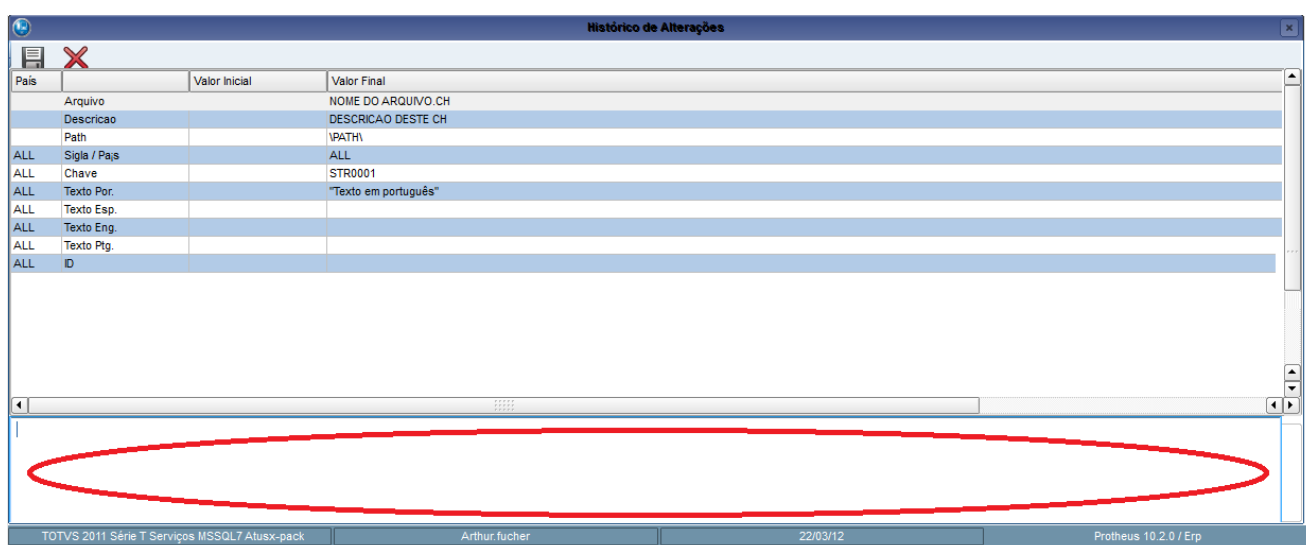 Histórico de Alterações
País Valor Inicial Valor Final
Arquivo NOME DO ARQUIVO.CH
Descricao DESCRICAO DESTE CH
Path \PATH\
ALL Sigla / Pa¡s ALL
ALL Chave STR0001
ALL Texto Por. "Texto em português"
ALL Texto Esp.
ALL Texto Eng.
ALL Texto Ptg.
ALL ID
TOTVS 2011 Série T Serviços MSSQL7 Atusx-pack Arthur.fucher 22/03/12 Protheus 10.2.0 / Erp